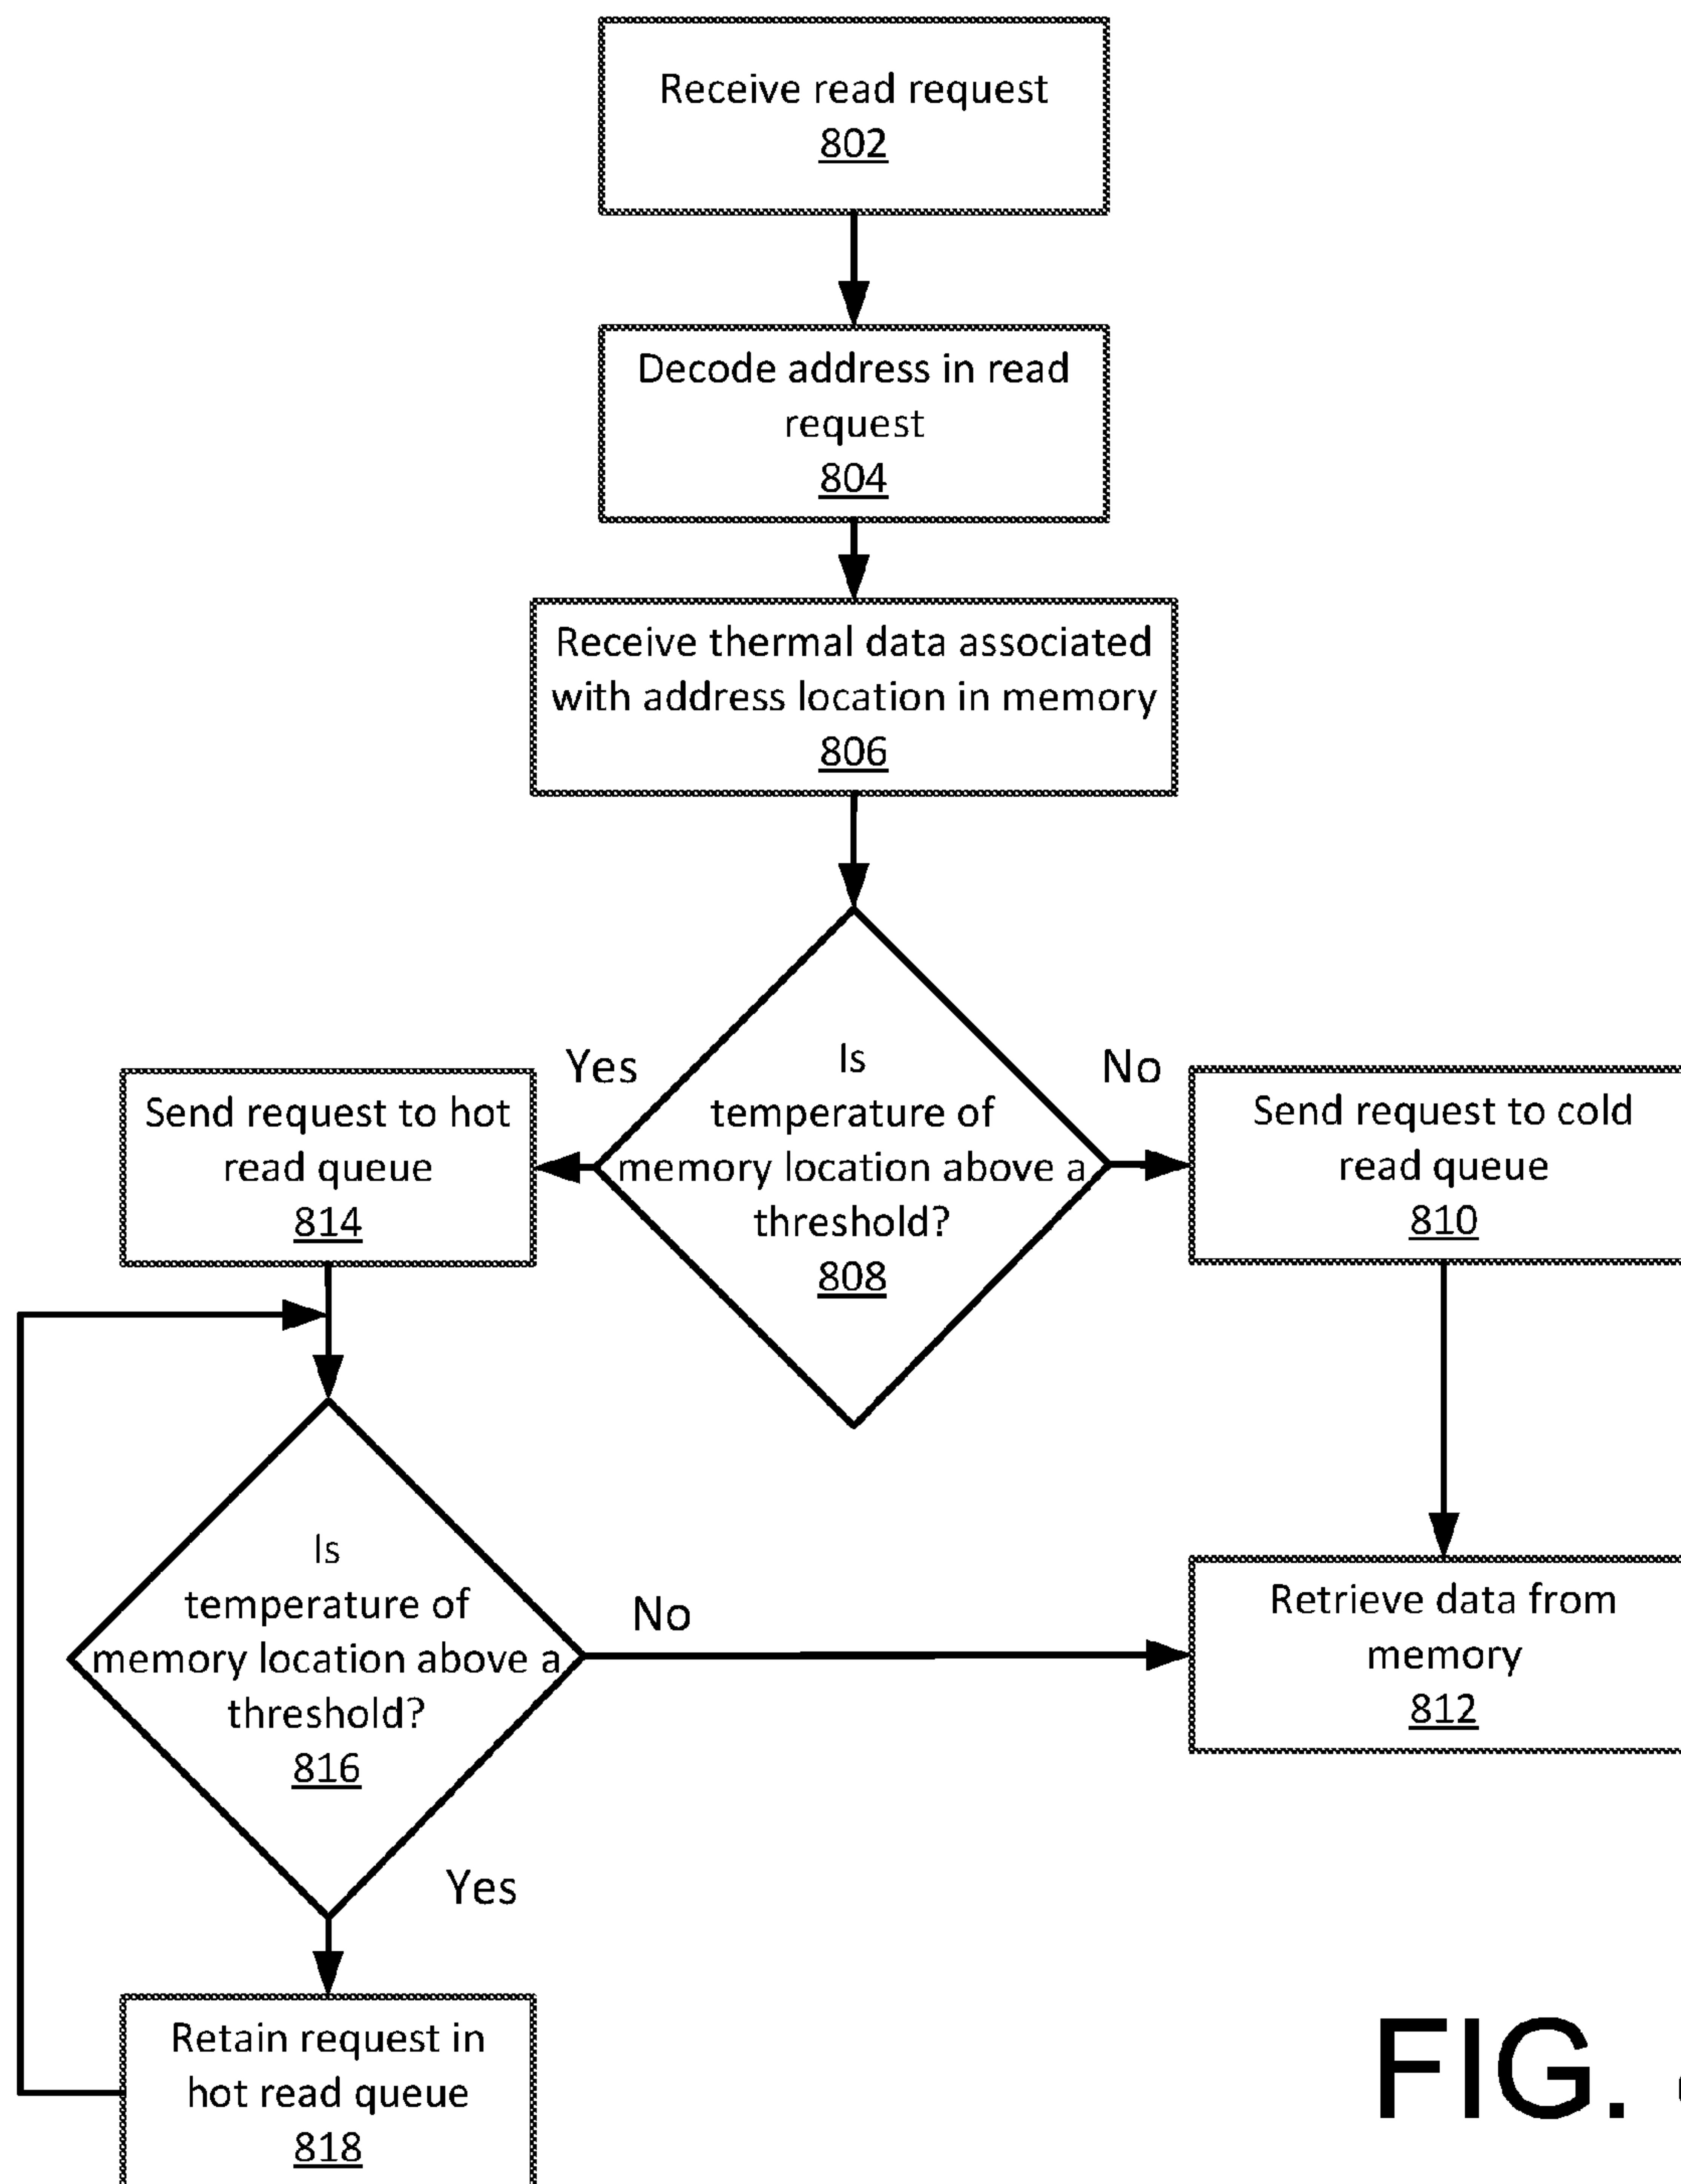 Receive read request
802
Decode address in read
request
804
Receive thermal data associated
with address location in memory
806
Is
temperature of
memory location above a
threshold?
808
Yes
No
Send request to hot
read queue
814
Send request to cold
read queue
810
Is
temperature of
memory location above a
threshold?
816
No
Yes
Retrieve data from
memory
812
Retain request in
hot read queue
818
FIG.